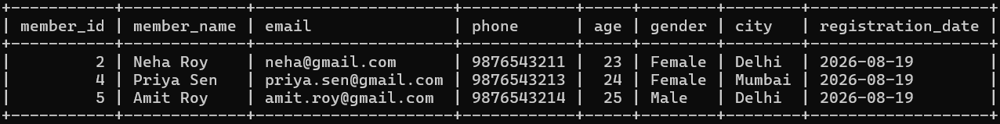 +-----------+-------------+---------------------+------------+-----+--------+--------+-------------------+
| member_id | member_name | email               | phone      | age | gender | city   | registration_date |
+-----------+-------------+---------------------+------------+-----+--------+--------+-------------------+
|         2 | Neha Roy    | neha@gmail.com      | 9876543211 |  23 | Female | Delhi  | 2026-08-19        |
|         4 | Priya Sen   | priya.sen@gmail.com | 9876543213 |  24 | Female | Mumbai | 2026-08-19        |
|         5 | Amit Roy    | amit.roy@gmail.com  | 9876543214 |  25 | Male   | Delhi  | 2026-08-19        |
+-----------+-------------+---------------------+------------+-----+--------+--------+-------------------+